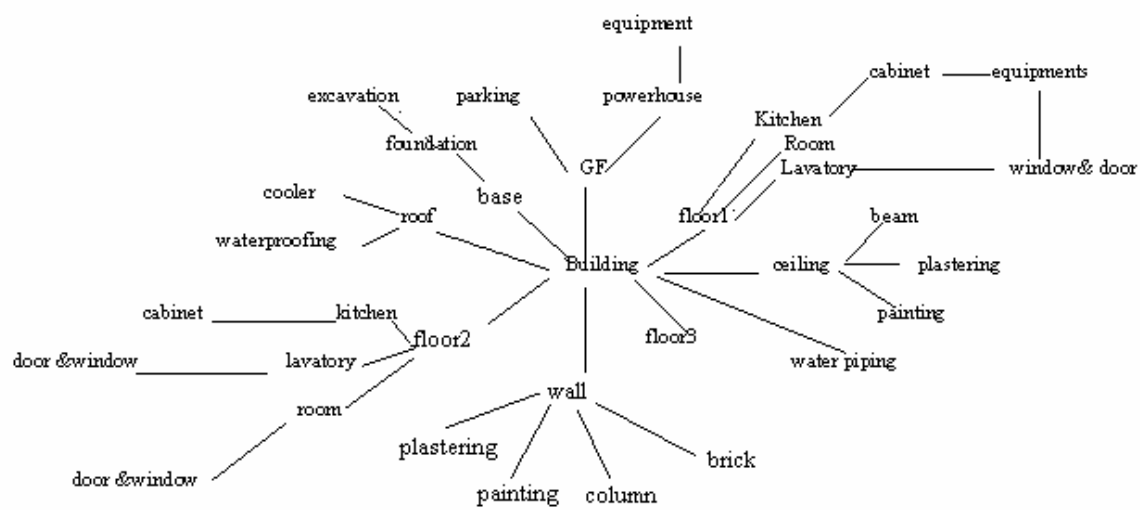 equipment
cabinet equipments
excavation parking powerhouse
Kitchen
foundation Room
GF Lavatory window& door
cooler base
roof floor1 beam
waterproofing
Building ceiling plastering
cabinet kitchen painting
floor2 floor3
door &window lavatory water piping
wall
room
plastering
brick
door &window
painting column